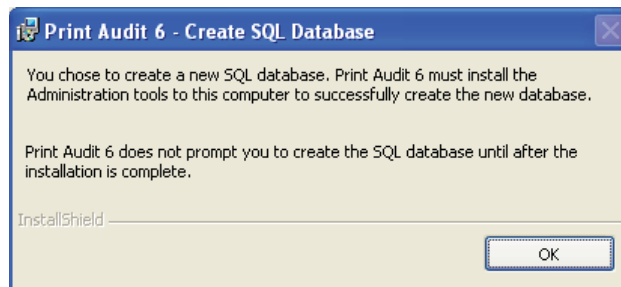 Print Audit 6 - Create SQL Database
You chose to create a new SQL database. Print Audit 6 must install the
Administration tools to this computer to successfully create the new database.
Print Audit 6 does not prompt you to create the SQL database until after the
installation is complete.
InstallShield
OK